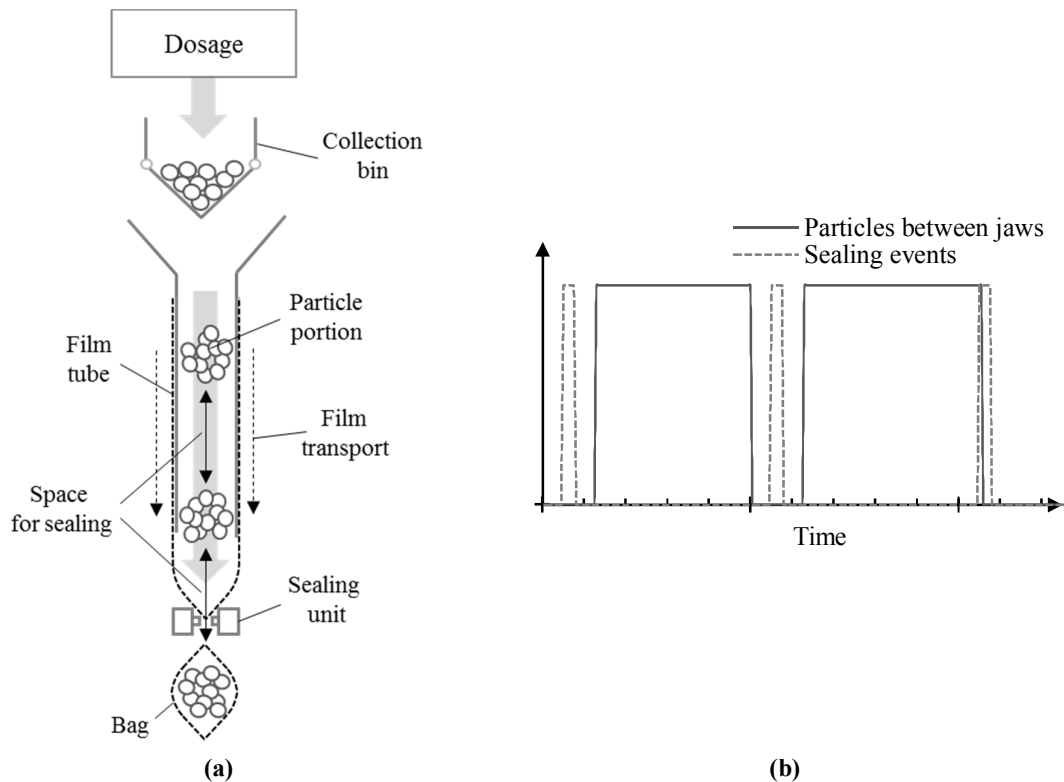 Dosage
Collection
bin
Particle
portion
Film
tube
Film
transport
Space
for sealing
Sealing
unit
Bag
(a)
Particles between jaws
Sealing events
Time
(b)